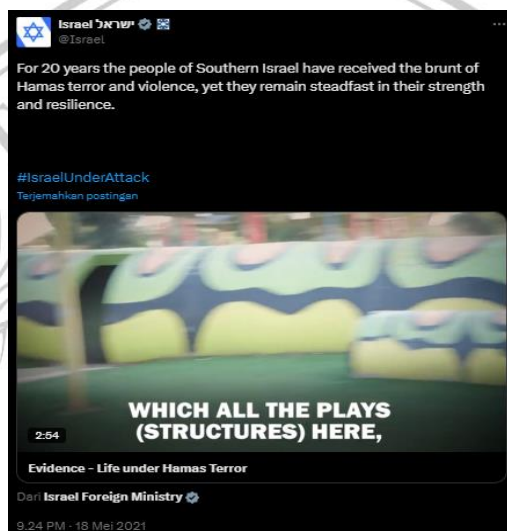 Israel ישראל
@Israel
For 20 years the people of Southern Israel have received the brunt of
Hamas terror and violence, yet they remain steadfast in their strength
and resilience.
#IsraelUnderAttack
Terjemahkan postingan
WHICH ALL THE PLAYS
(STRUCTURES) HERE,
2:54
Evidence - Life under Hamas Terror
Dari Israel Foreign Ministry
9.24 PM · 18 Mei 2021